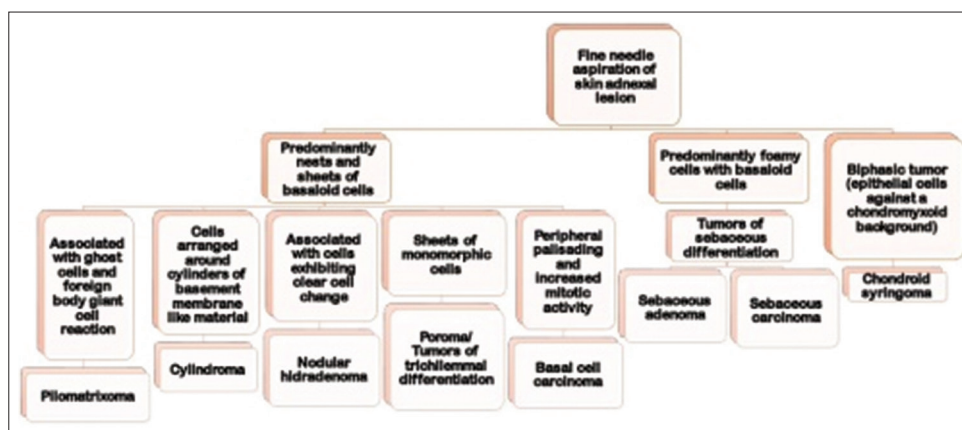 Fine needle
aspiration of
skin adnexal
lesion
Predominantly
nests and
sheets of
basaloid cells
Predominantly foamy
cells with basaloid
cells
Biphasic tumor
(epithelial cells
against a
chondromyxoid
background)
Associated
with ghost
cells and
foreign
body giant
cell
reaction
Cells
arranged
around
cylinders of
basement
membrane
like material
Associated
with cells
exhibiting
clear cell
change
Sheets of
monomorphic
cells
Peripheral
palisading
and
increased
mitotic
activity
Tumors of
sebaceous
differentiation
Chondroid
syringoma
Pilomatrixoma
Cylindroma
Nodular
hidradenoma
Poroma/
Tumors of
trichilemmal
differentiation
Basal cell
carcinoma
Sebaceous
adenoma
Sebaceous
carcinoma